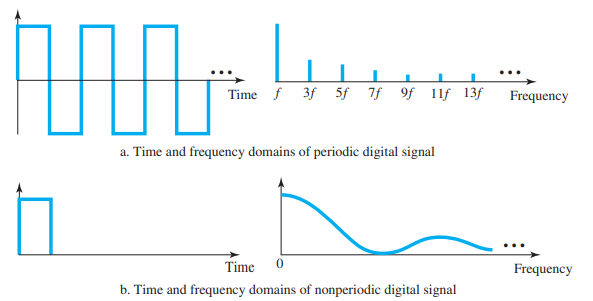 ...
...
Time f 3f 5f 7f 9f 11f 13f Frequency
a. Time and frequency domains of periodic digital signal
...
Time 0 Frequency
b. Time and frequency domains of nonperiodic digital signal